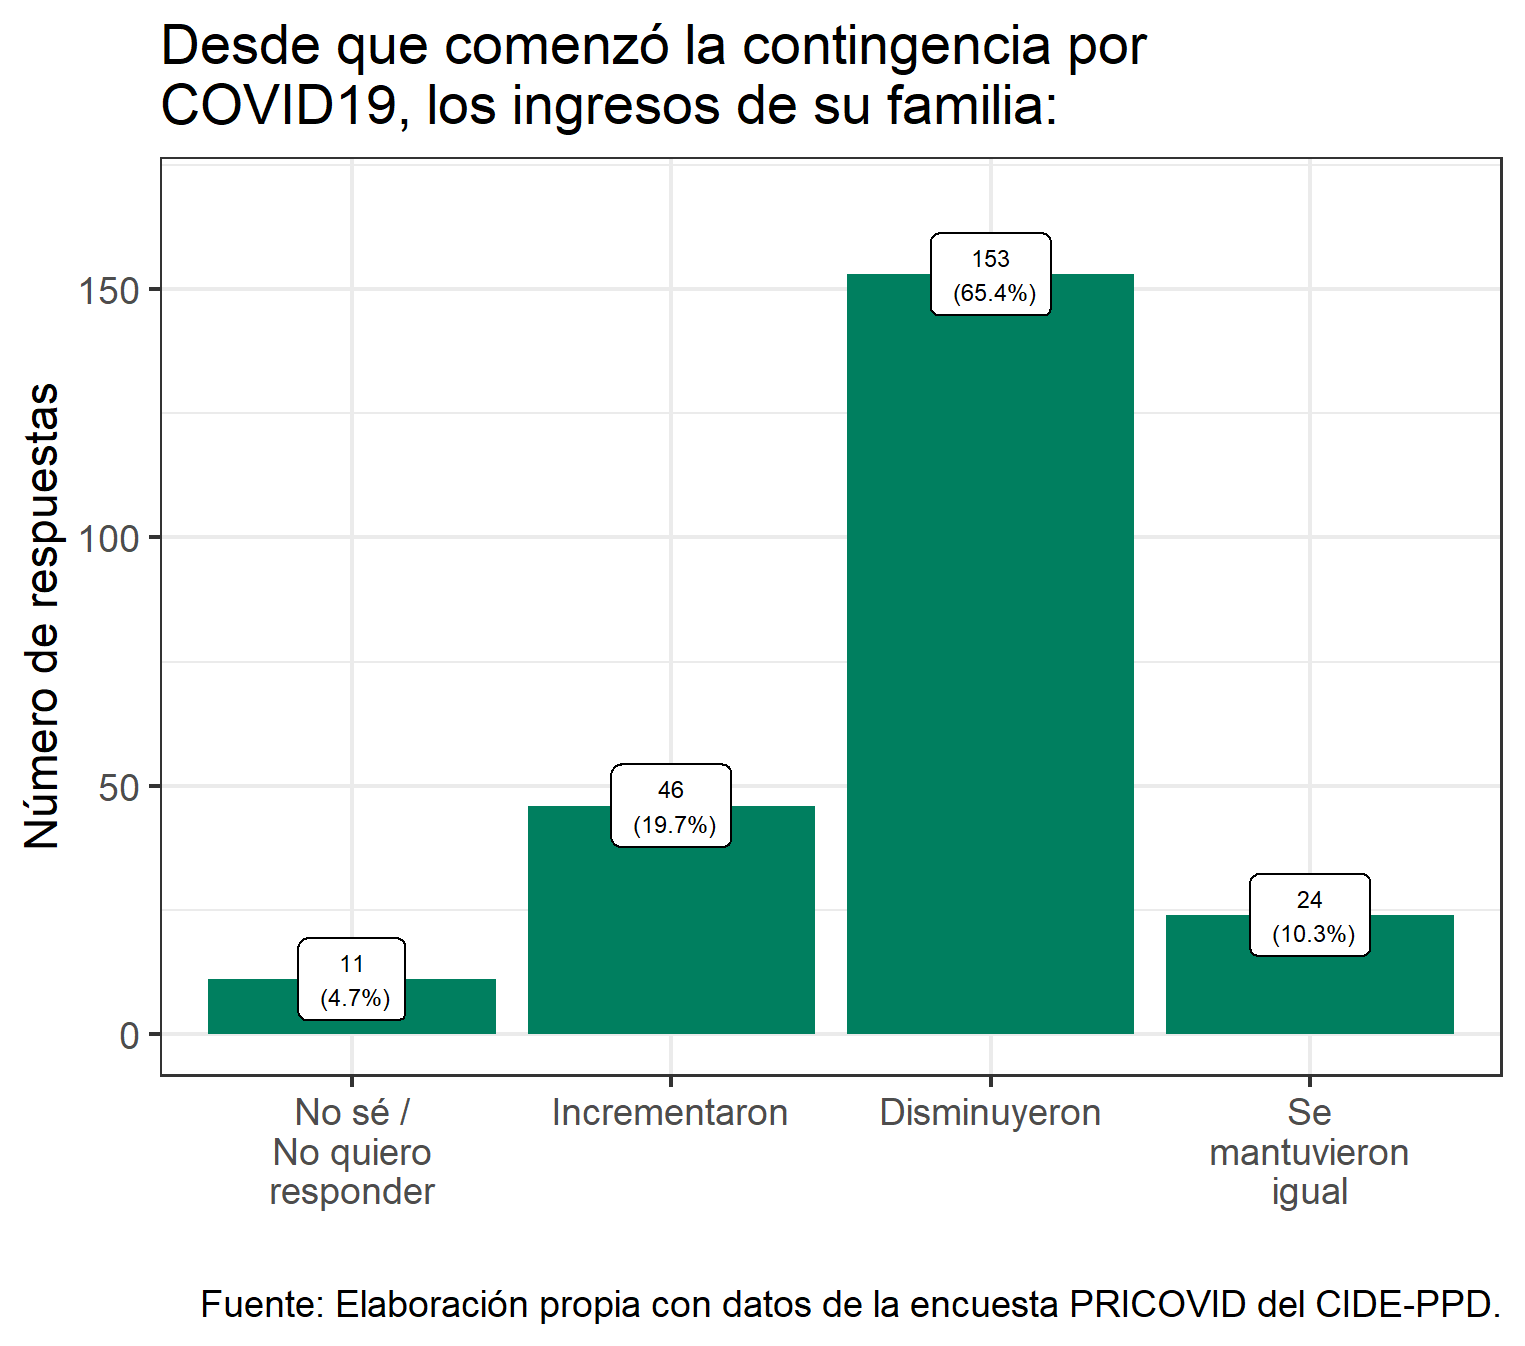 Desde que comenzó la contingencia por
COVID19, los ingresos de su familia:
Número de respuestas
150
100
50
0
11
(4.7%)
46
(19.7%)
153
(65.4%)
24
(10.3%)
No sé /
No quiero
responder
Incrementaron
Disminuyeron
Se
mantuvieron
igual
Fuente: Elaboración propia con datos de la encuesta PRICOVID del CIDE-PPD.